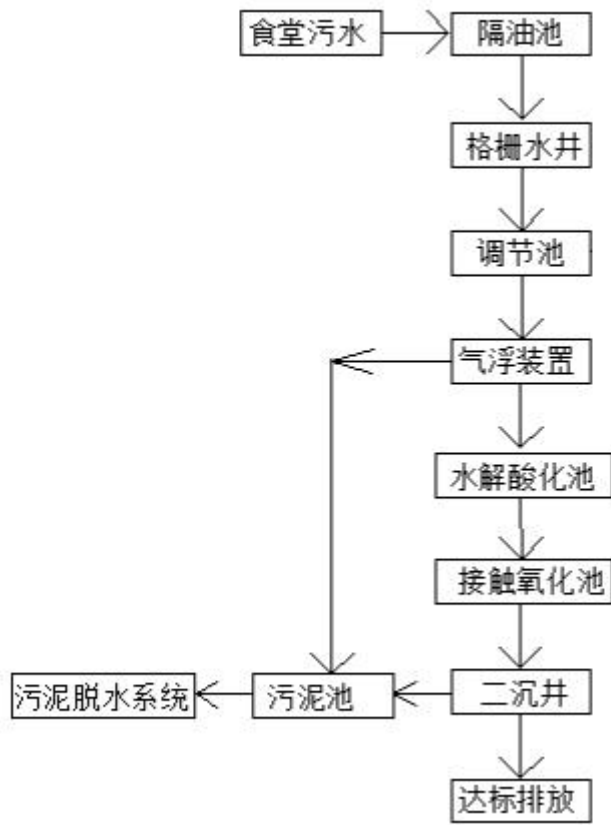 食堂污水
隔油池
格栅水井
调节池
气浮装置
水解酸化池
接触氧化池
污泥脱水系统
污泥池
二沉井
达标排放